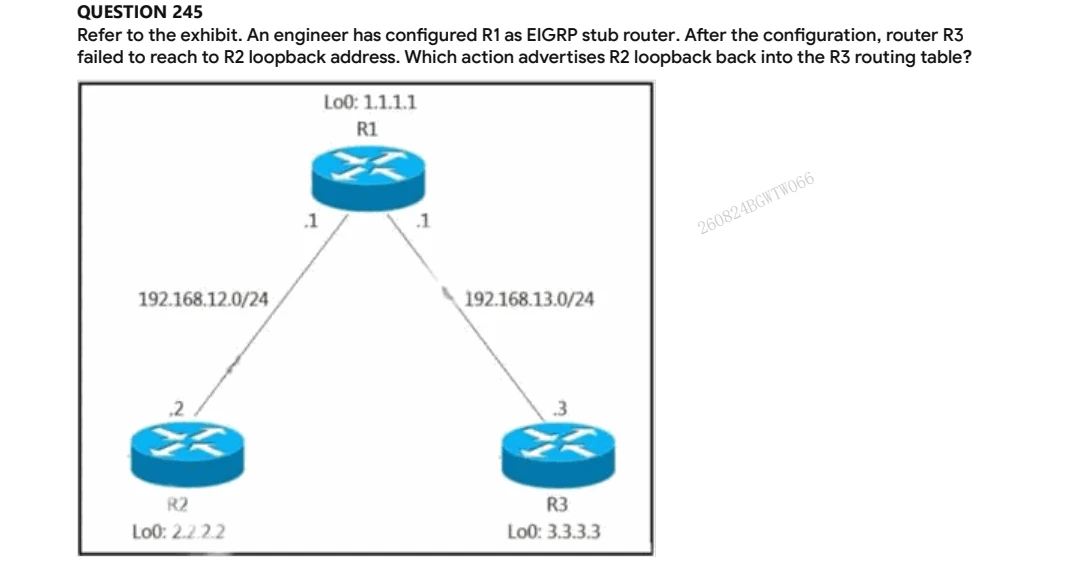 QUESTION 245
Refer to the exhibit. An engineer has configured R1 as EIGRP stub router. After the configuration, router R3
failed to reach to R2 loopback address. Which action advertises R2 loopback back into the R3 routing table?
Lo0: 1.1.1.1
R1
.1
.1
260824BGWTW066
192.168.12.0/24
192.168.13.0/24
.2
.3
R2
R3
Lo0: 2.2.2.2
Lo0: 3.3.3.3